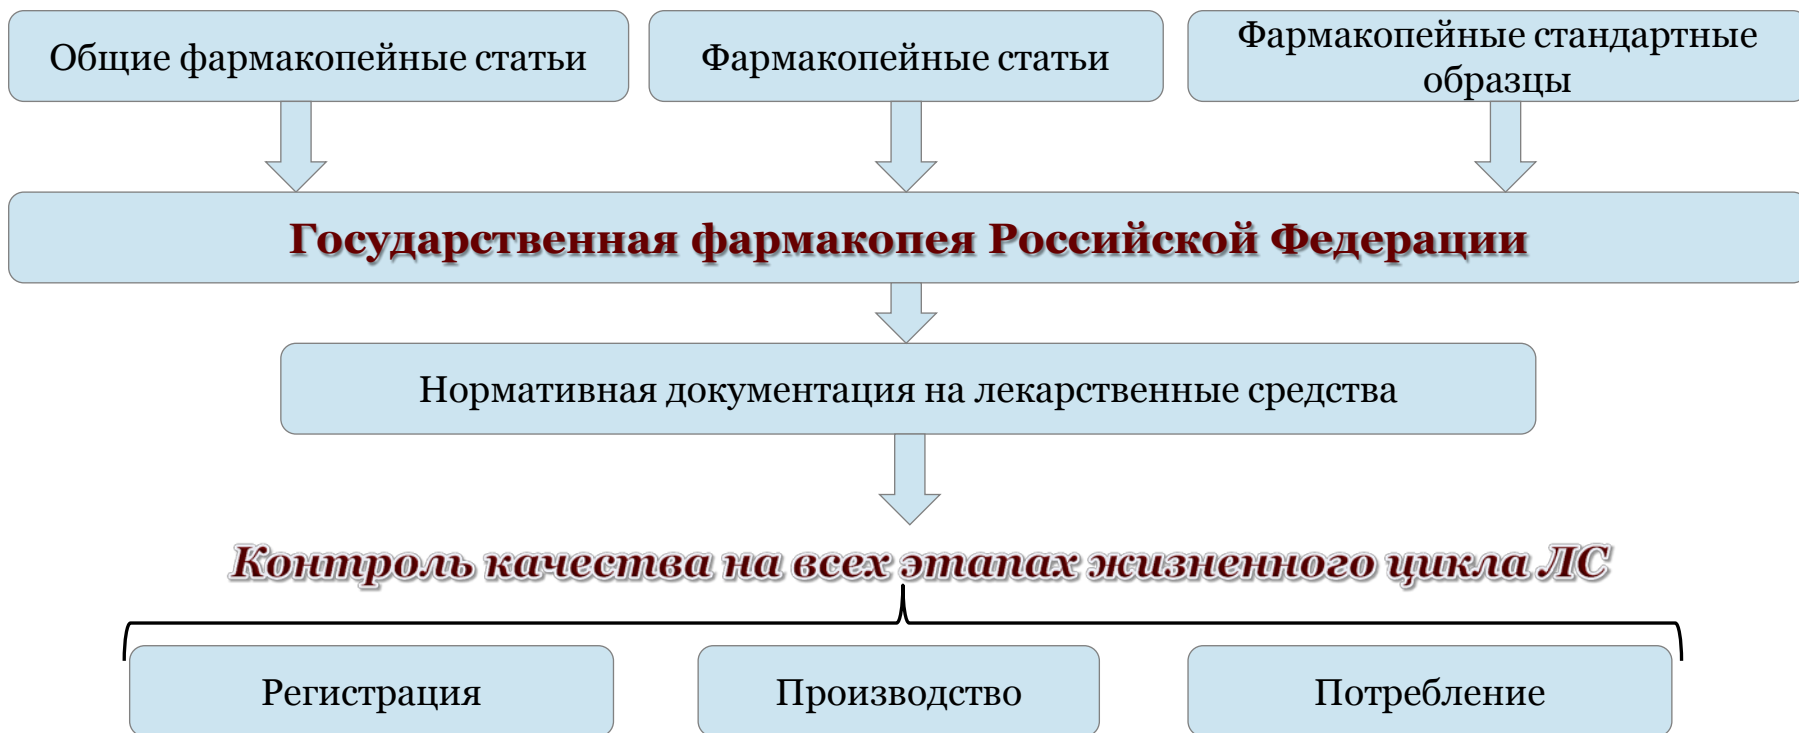 Общие фармакопейные статьи
Фармакопейные статьи
Фармакопейные стандартные
образцы
Государственная фармакопея Российской Федерации
Нормативная документация на лекарственные средства
Контроль качества на всех этапах жизненного цикла ЛС
Регистрация
Производство
Потребление